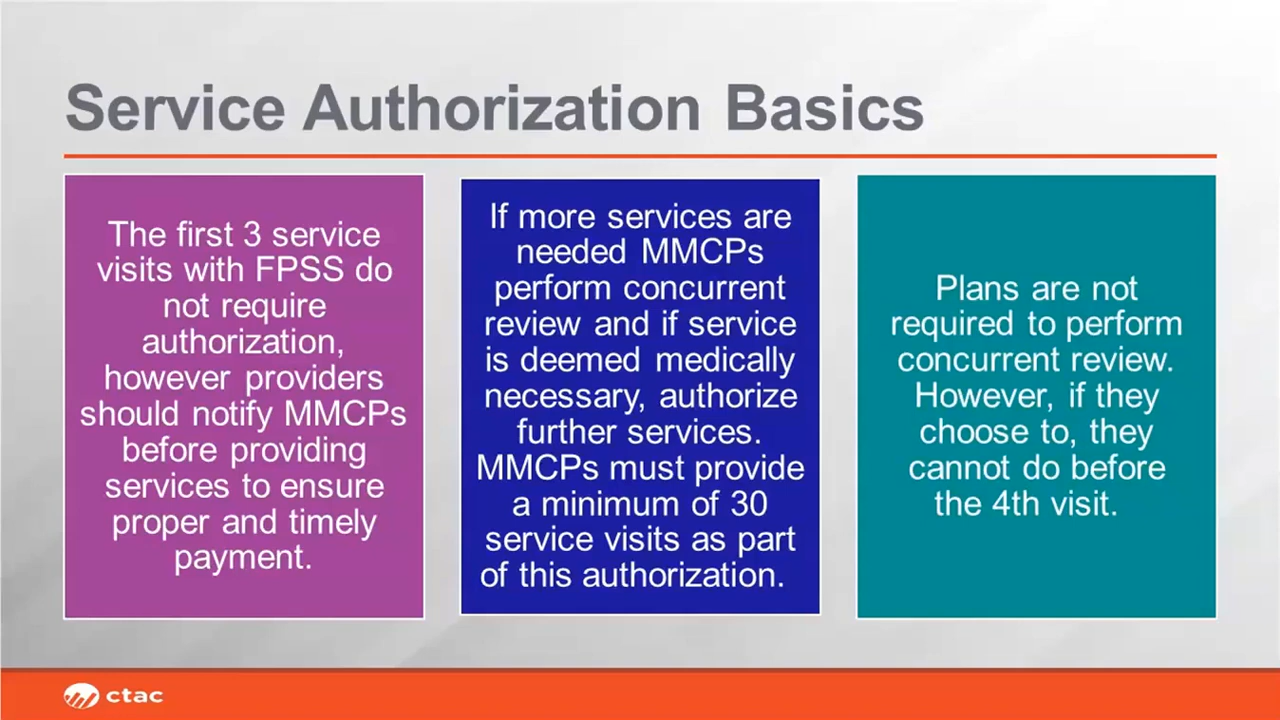 Service Authorization Basics
The first 3 service
visits with FPSS do
not require
authorization,
however providers
should notify MMCPs
before providing
services to ensure
proper and timely
payment.
If more services are
needed MMCPs
perform concurrent
review and if service
is deemed medically
necessary, authorize
further services.
MMCPs must provide
a minimum of 30
service visits as part
of this authorization.
Plans are not
required to perform
concurrent review.
However, if they
choose to, they
cannot do before
the 4th visit.
ctac